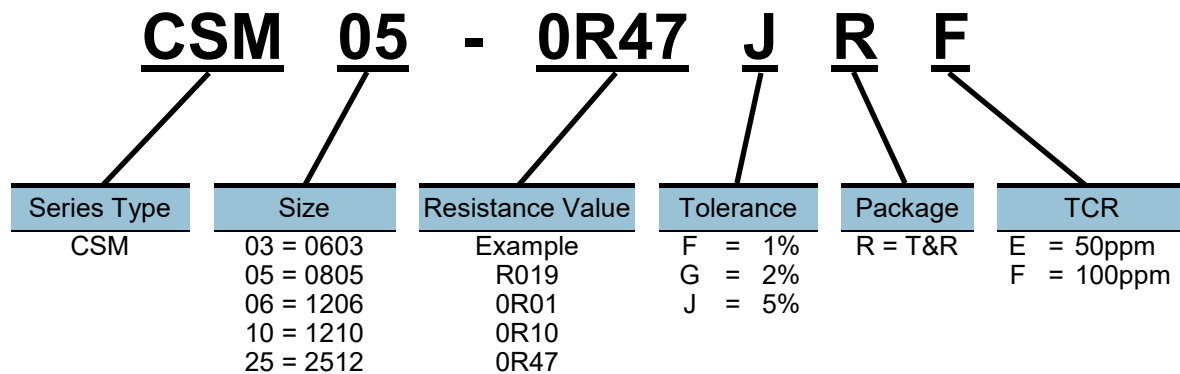 CSM 05 - 0R47 J R F
Series Type Size Resistance Value Tolerance Package TCR
CSM 03 = 0603 Example F = 1% R = T&R E = 50ppm
05 = 0805 R019 G = 2% F = 100ppm
06 = 1206 0R01 J = 5%
10 = 1210 0R10
25 = 2512 0R47